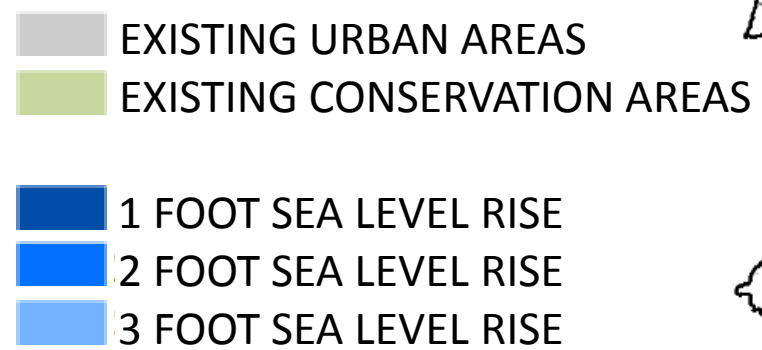 EXISTING URBAN AREAS
EXISTING CONSERVATION AREAS
1 FOOT SEA LEVEL RISE
2 FOOT SEA LEVEL RISE
3 FOOT SEA LEVEL RISE